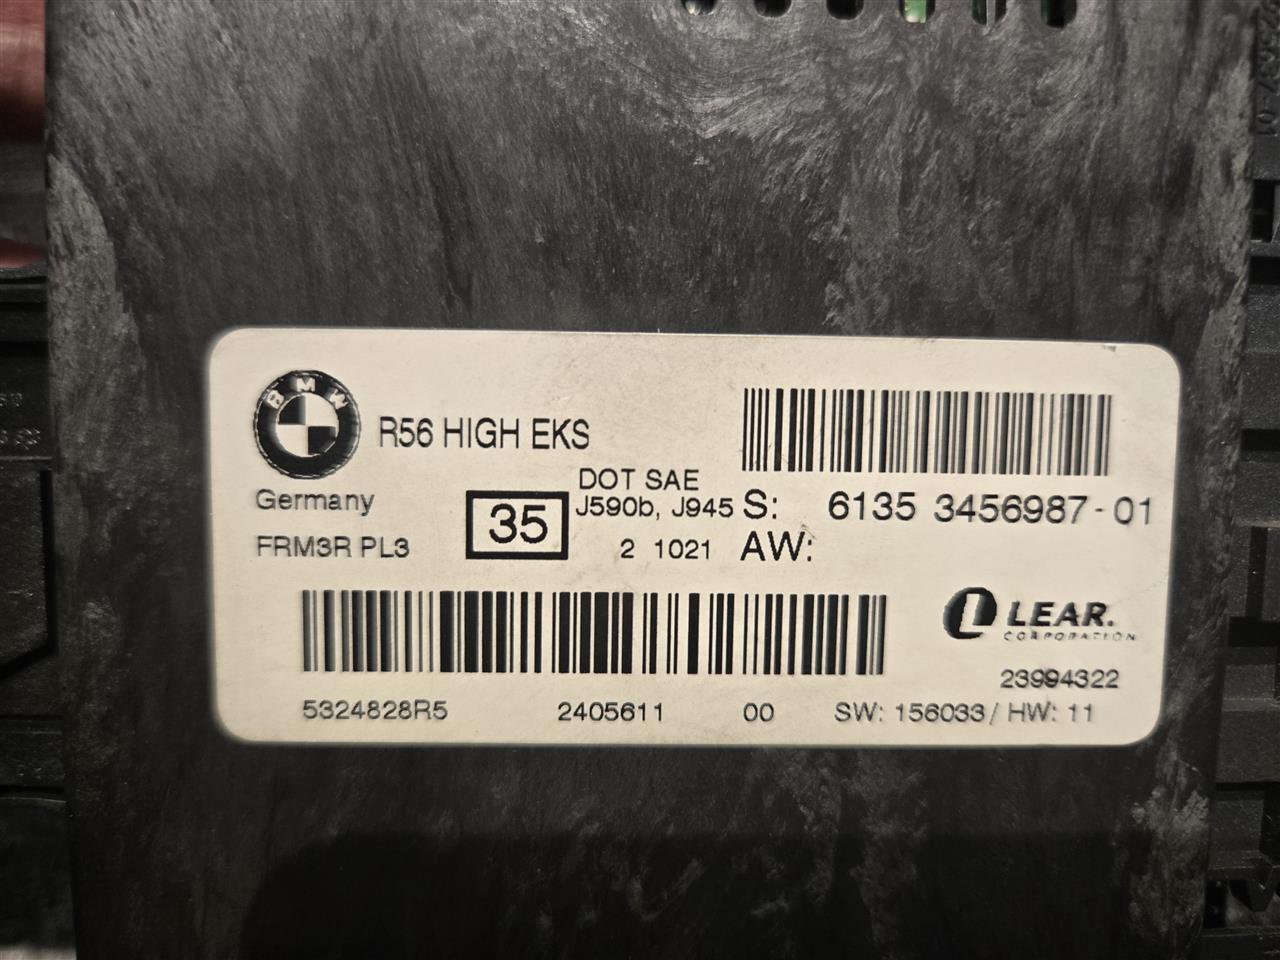 BMW
R56 HIGH EKS
Germany
FRM3R PL3
35
DOT SAE
J590b, J945
2 1021
S: 6135 3456987-01
AW:
LEAR.
CORPORATION
23994322
5324828R5 2405611 00 SW: 156033/ HW: 11